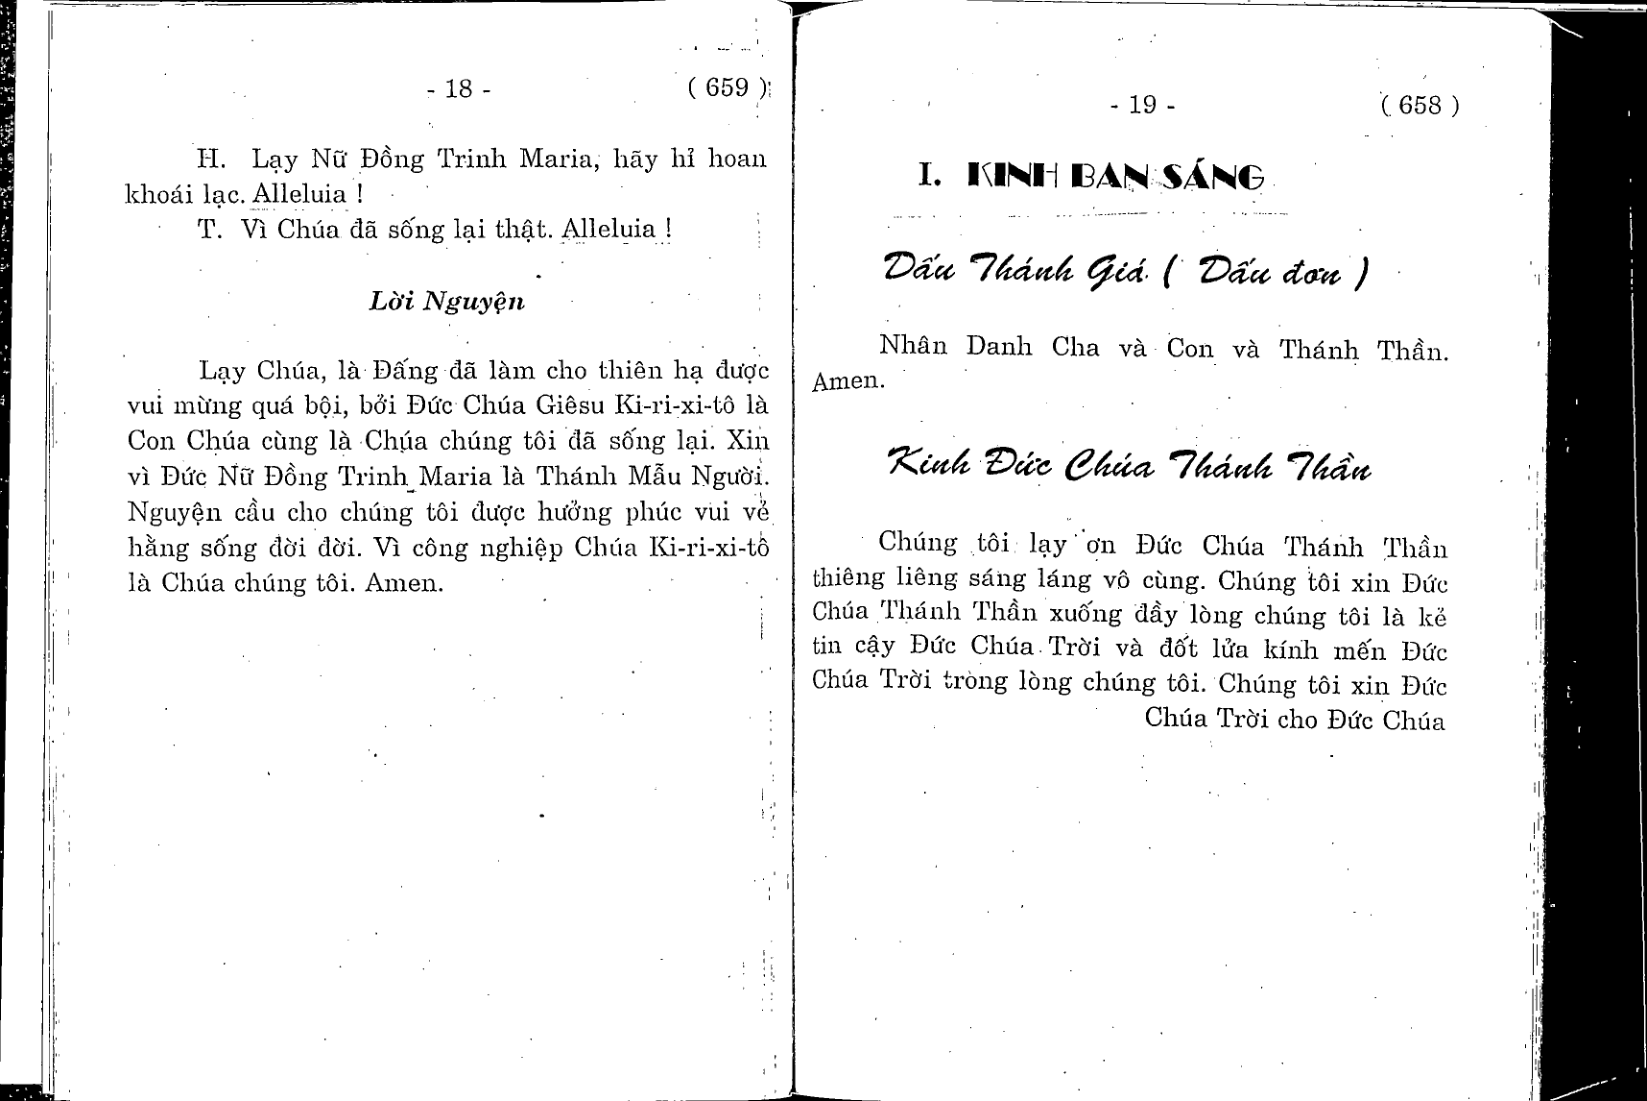 - 18 - ( 659 )
H. Lạy Nữ Đồng Trinh Maria, hãy hỉ hoan
khoái lạc. Alleluia !
T. Vì Chúa đã sống lại thật. Alleluia !
Lời Nguyện
Lạy Chúa, là Đấng đã làm cho thiên hạ được
vui mừng quá bội, bởi Đức Chúa Giêsu Ki-ri-xi-tô là
Con Chúa cùng là Chúa chúng tôi đã sống lại. Xin
vì Đức Nữ Đồng Trinh Maria là Thánh Mẫu Người.
Nguyện cầu cho chúng tôi được hưởng phúc vui vẻ
hằng sống đời đời. Vì công nghiệp Chúa Ki-ri-xi-tô
là Chúa chúng tôi. Amen.
- 19 - ( 658 )
I. KINH BAN SÁNG
Dấu Thánh Giá ( Dấu đơn )
Nhân Danh Cha và Con và Thánh Thần.
Amen.
Kinh Đức Chúa Thánh Thần
Chúng tôi lạy ơn Đức Chúa Thánh Thần
thiêng liêng sáng láng vô cùng. Chúng tôi xin Đức
Chúa Thánh Thần xuống đầy lòng chúng tôi là kẻ
tin cậy Đức Chúa Trời và đốt lửa kính mến Đức
Chúa Trời trong lòng chúng tôi. Chúng tôi xin Đức
Chúa Trời cho Đức Chúa